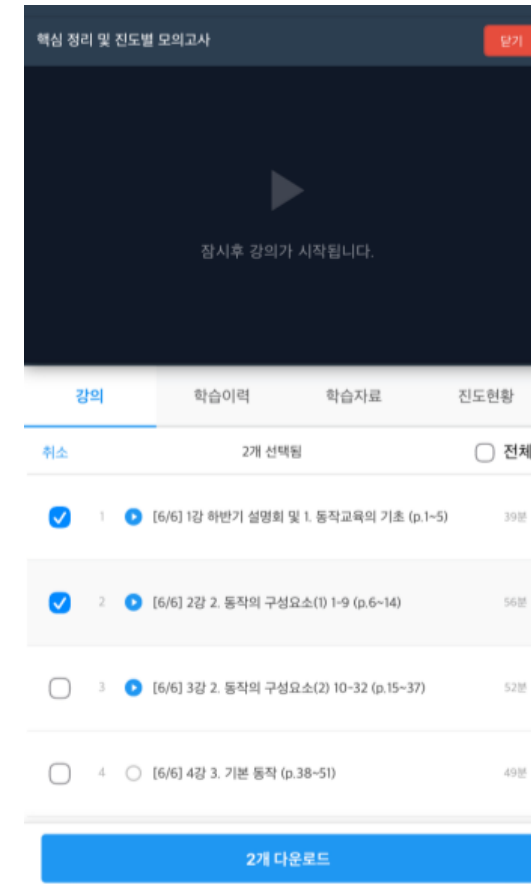 핵심 정리 및 진도별 모의고사
닫기
잠시후 강의가 시작됩니다.
강의 학습이력 학습자료 진도현황
취소 2개 선택됨 전체
1 [6/6] 1강 하반기 설명회 및 1. 동작교육의 기초 (p.1~5) 39분
2 [6/6] 2강 2. 동작의 구성요소(1) 1-9 (p.6~14) 56분
3 [6/6] 3강 2. 동작의 구성요소(2) 10-32 (p.15~37) 52분
4 [6/6] 4강 3. 기본 동작 (p.38~51) 49분
2개 다운로드